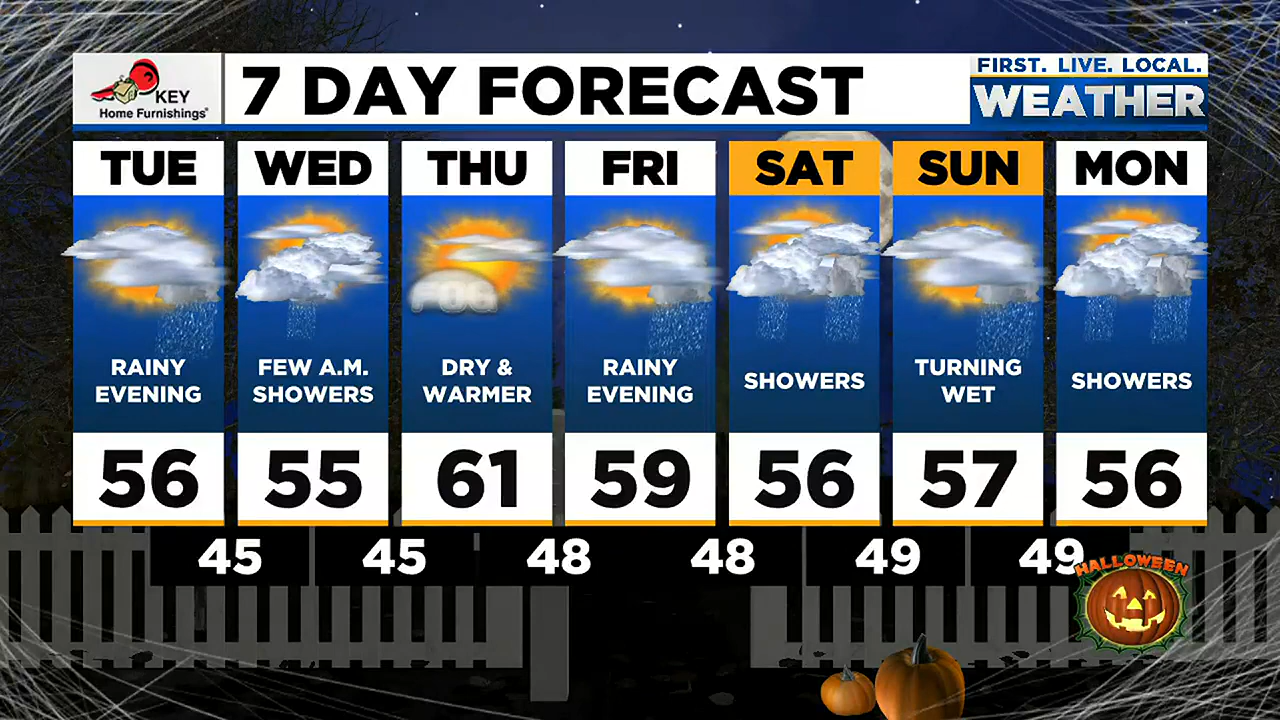 KEY
Home Furnishings®
7 DAY FORECAST
FIRST. LIVE. LOCAL.
WEATHER
TUE
WED
THU
FRI
SAT
SUN
MON
FOG
RAINY
EVENING
FEW A.M.
SHOWERS
DRY &
WARMER
RAINY
EVENING
SHOWERS
TURNING
WET
SHOWERS
56
55
61
59
56
57
56
45
45
48
48
49
49
HALLOWEEN